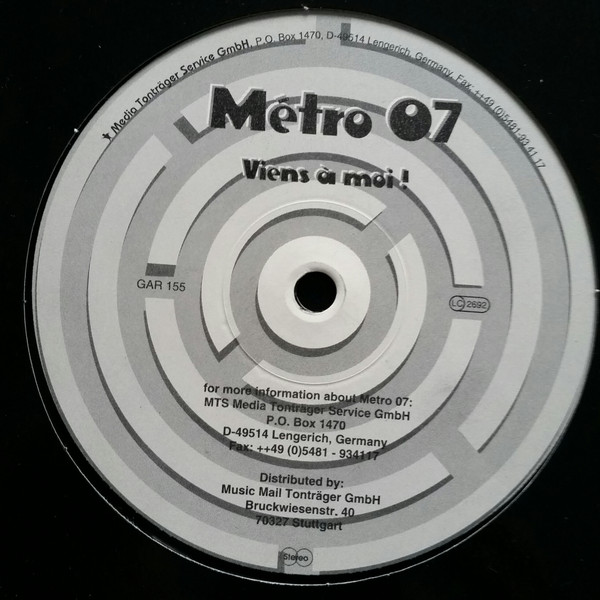 ★ Media Tonträger Service GmbH, P.O. Box 1470, D-49514 Lengerich, Germany, Fax: ++49 (0)5481-93 41 17
Métro 07
Viens à moi !
GAR 155
LC 2692
for more information about Metro 07:
MTS Media Tonträger Service GmbH
P.O. Box 1470
D-49514 Lengerich, Germany
Fax: ++49 (0)5481 - 934117
Distributed by:
Music Mail Tonträger GmbH
Bruckwiesenstr. 40
70327 Stuttgart
Stereo